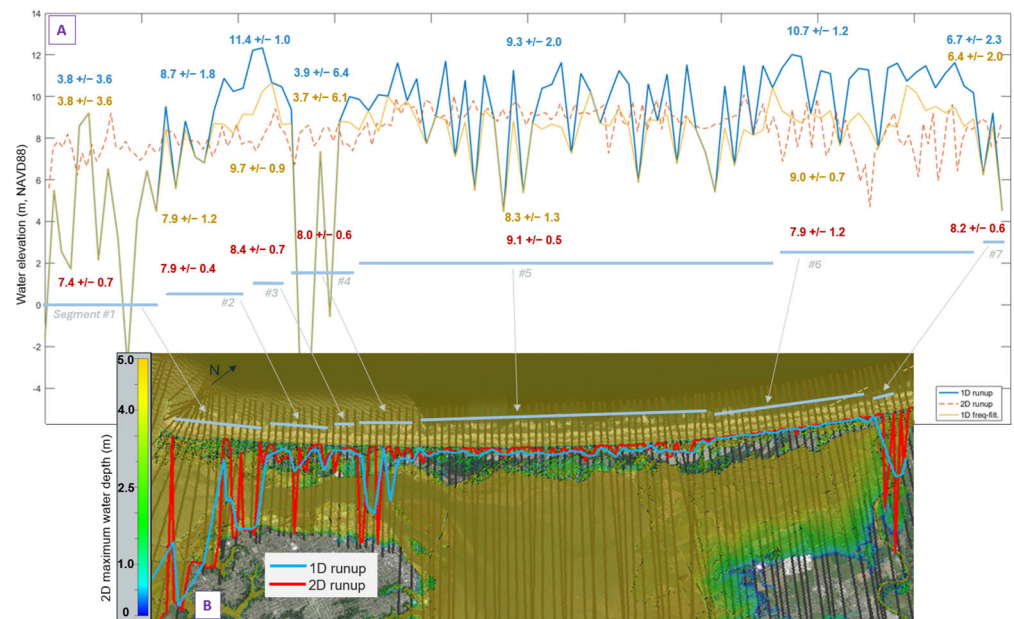 14
A
12
10
8
6
4
2
0
-2
-4
Water elevation (m, NAVD88)
11.4 +/− 1.0
10.7 +/− 1.2
9.3 +/− 2.0
6.7 +/− 2.3
6.4 +/− 2.0
3.8 +/− 3.6
8.7 +/− 1.8
3.9 +/− 6.4
3.8 +/− 3.6
3.7 +/− 6.1
9.7 +/− 0.9
9.0 +/− 0.7
7.9 +/− 1.2
8.3 +/− 1.3
8.0 +/− 0.6
9.1 +/− 0.5
7.9 +/− 1.2
8.2 +/− 0.6
8.4 +/− 0.7
7.9 +/− 0.4
7.4 +/− 0.7
Segment #1
#2
#3
#4
#5
#6
#7
1D runup
2D runup
1D freq-filt.
N
5.0
4.0
2.5
1.0
0
2D maximum water depth (m)
1D runup
2D runup
B